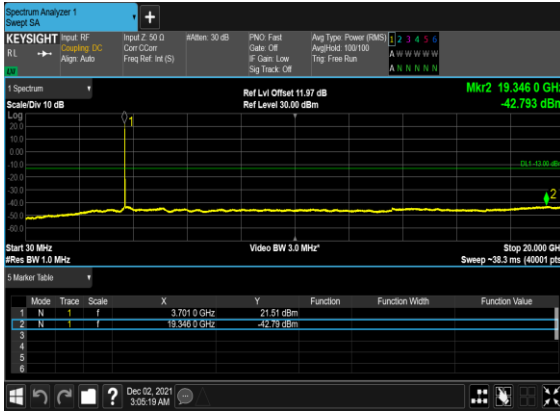 Spectrum Analyzer 1
Swept SA
+
KEYSIGHT Input: RF Input Z: 50 Ω #Atten: 30 dB PNO: Fast Avg Type: Power (RMS) 1 2 3 4 5 6
RL Coupling: DC Corr CCorr Gate: Off Avg|Hold: 100/100 A W W W W W
Align: Auto Freq Ref: Int (S) IF Gain: Low Trig: Free Run
Sig Track: Off A N N N N N
1 Spectrum Ref Lvl Offset 11.97 dB Mkr2 19.346 0 GHz
Scale/Div 10 dB Ref Level 30.00 dBm -42.793 dBm
Log
20.0
10.0
0.00
-10.0
DL1 -13.00 dBm
-20.0
-30.0
-40.0
-50.0
-60.0
1
2
Start 30 MHz Video BW 3.0 MHz* Stop 20.000 GHz
#Res BW 1.0 MHz Sweep ~38.3 ms (40001 pts)
5 Marker Table
Mode Trace Scale X Y Function Function Width Function Value
1 N 1 f 3.701 0 GHz 21.51 dBm
2 N 1 f 19.346 0 GHz -42.79 dBm
3
4
5
6
? Dec 02, 2021
3:05:19 AM